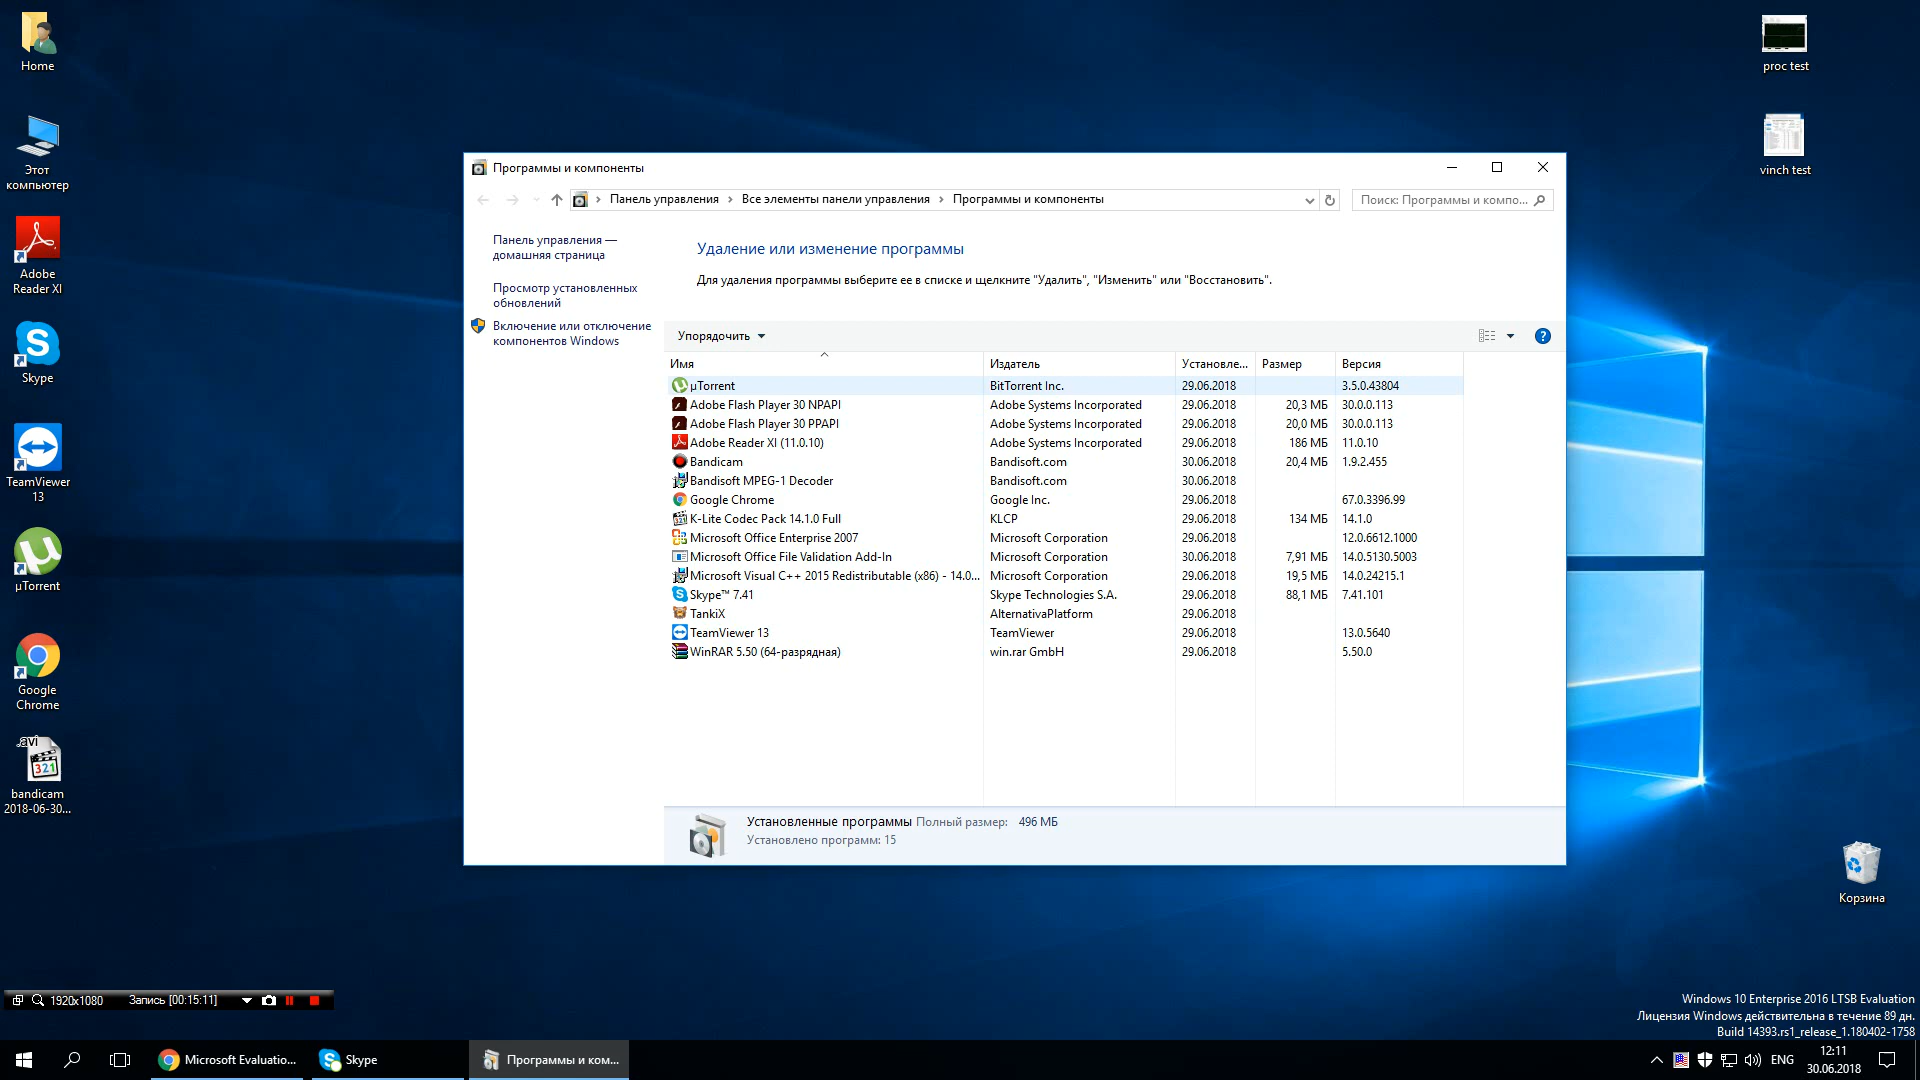 Home
Этот компьютер
Adobe Reader XI
Skype
TeamViewer 13
µTorrent
Google Chrome
.avi
321
bandicam 2018-06-30...
proc test
vinch test
Корзина
Программы и компоненты
Панель управления › Все элементы панели управления › Программы и компоненты
Поиск: Программы и компо...
Панель управления —
домашняя страница
Просмотр установленных
обновлений
Включение или отключение
компонентов Windows
Удаление или изменение программы
Для удаления программы выберите ее в списке и щелкните "Удалить", "Изменить" или "Восстановить".
Упорядочить
Имя Издатель Установле... Размер Версия
µTorrent BitTorrent Inc. 29.06.2018 3.5.0.43804
Adobe Flash Player 30 NPAPI Adobe Systems Incorporated 29.06.2018 20,3 МБ 30.0.0.113
Adobe Flash Player 30 PPAPI Adobe Systems Incorporated 29.06.2018 20,0 МБ 30.0.0.113
Adobe Reader XI (11.0.10) Adobe Systems Incorporated 29.06.2018 186 МБ 11.0.10
Bandicam Bandisoft.com 30.06.2018 20,4 МБ 1.9.2.455
Bandisoft MPEG-1 Decoder Bandisoft.com 30.06.2018
Google Chrome Google Inc. 29.06.2018 67.0.3396.99
K-Lite Codec Pack 14.1.0 Full KLCP 29.06.2018 134 МБ 14.1.0
Microsoft Office Enterprise 2007 Microsoft Corporation 29.06.2018 12.0.6612.1000
Microsoft Office File Validation Add-In Microsoft Corporation 30.06.2018 7,91 МБ 14.0.5130.5003
Microsoft Visual C++ 2015 Redistributable (x86) - 14.0... Microsoft Corporation 29.06.2018 19,5 МБ 14.0.24215.1
Skype™ 7.41 Skype Technologies S.A. 29.06.2018 88,1 МБ 7.41.101
TankiX AlternativaPlatform 29.06.2018
TeamViewer 13 TeamViewer 29.06.2018 13.0.5640
WinRAR 5.50 (64-разрядная) win.rar GmbH 29.06.2018 5.50.0
Установленные программы Полный размер: 496 МБ
Установлено программ: 15
1920x1080 Запись [00:15:11]
Windows 10 Enterprise 2016 LTSB Evaluation
Лицензия Windows действительна в течение 89 дн.
Build 14393.rs1_release_1.180402-1758
Microsoft Evaluatio... Skype Программы и ком... ENG 12:11
30.06.2018